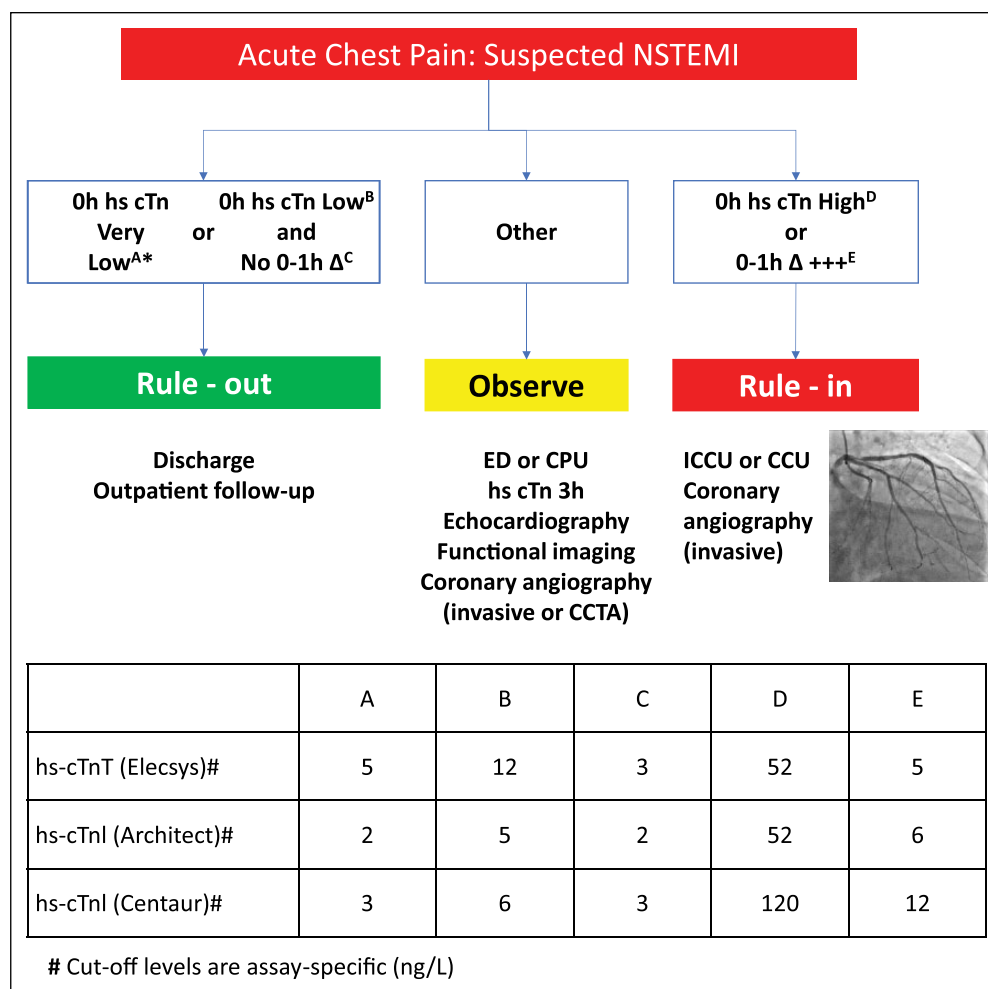 Acute Chest Pain: Suspected NSTEMI
0h hs cTn
Very
Low^A*
or
0h hs cTn Low^B
and
No 0-1h Δ^C
Other
0h hs cTn High^D
or
0-1h Δ +++^E
Rule - out
Observe
Rule - in
Discharge
Outpatient follow-up
ED or CPU
hs cTn 3h
Echocardiography
Functional imaging
Coronary angiography
(invasive or CCTA)
ICCU or CCU
Coronary
angiography
(invasive)
A B C D E
hs-cTnT (Elecsys)# 5 12 3 52 5
hs-cTnl (Architect)# 2 5 2 52 6
hs-cTnl (Centaur)# 3 6 3 120 12
# Cut-off levels are assay-specific (ng/L)